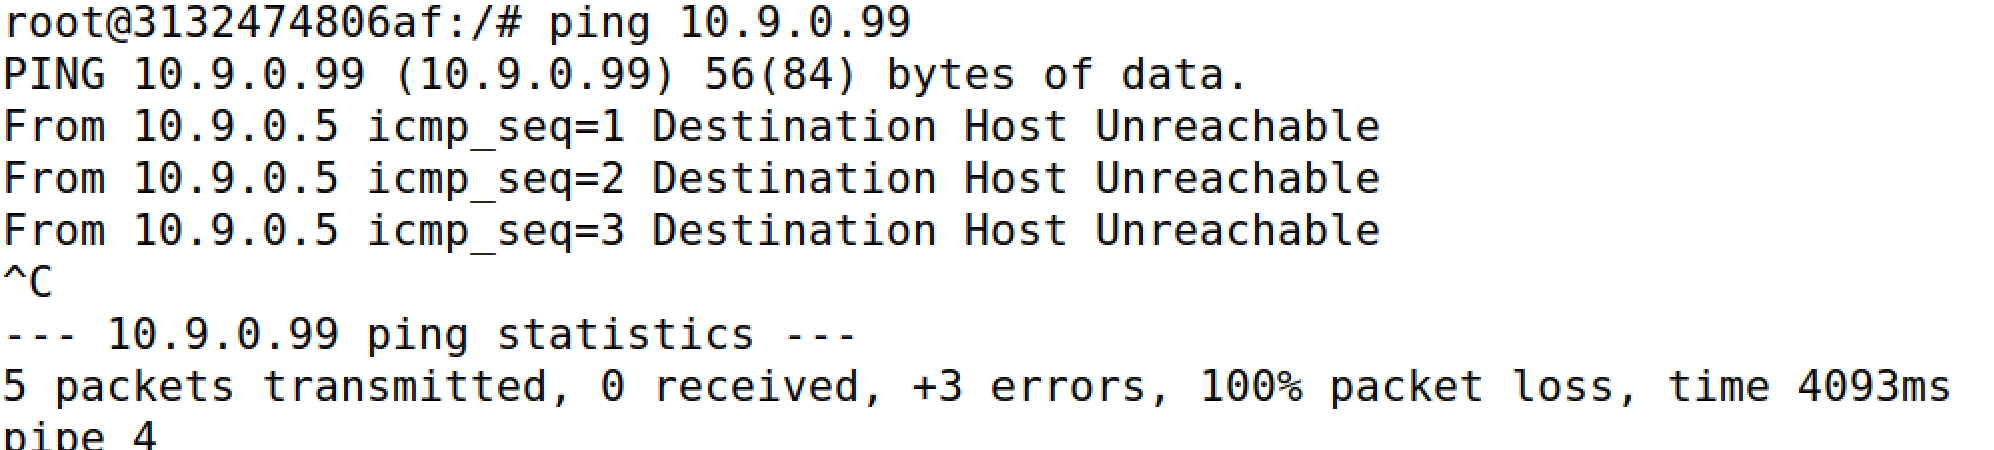 root@3132474806af:/# ping 10.9.0.99
PING 10.9.0.99 (10.9.0.99) 56(84) bytes of data.
From 10.9.0.5 icmp_seq=1 Destination Host Unreachable
From 10.9.0.5 icmp_seq=2 Destination Host Unreachable
From 10.9.0.5 icmp_seq=3 Destination Host Unreachable
^C
--- 10.9.0.99 ping statistics ---
5 packets transmitted, 0 received, +3 errors, 100% packet loss, time 4093ms
pipe 4